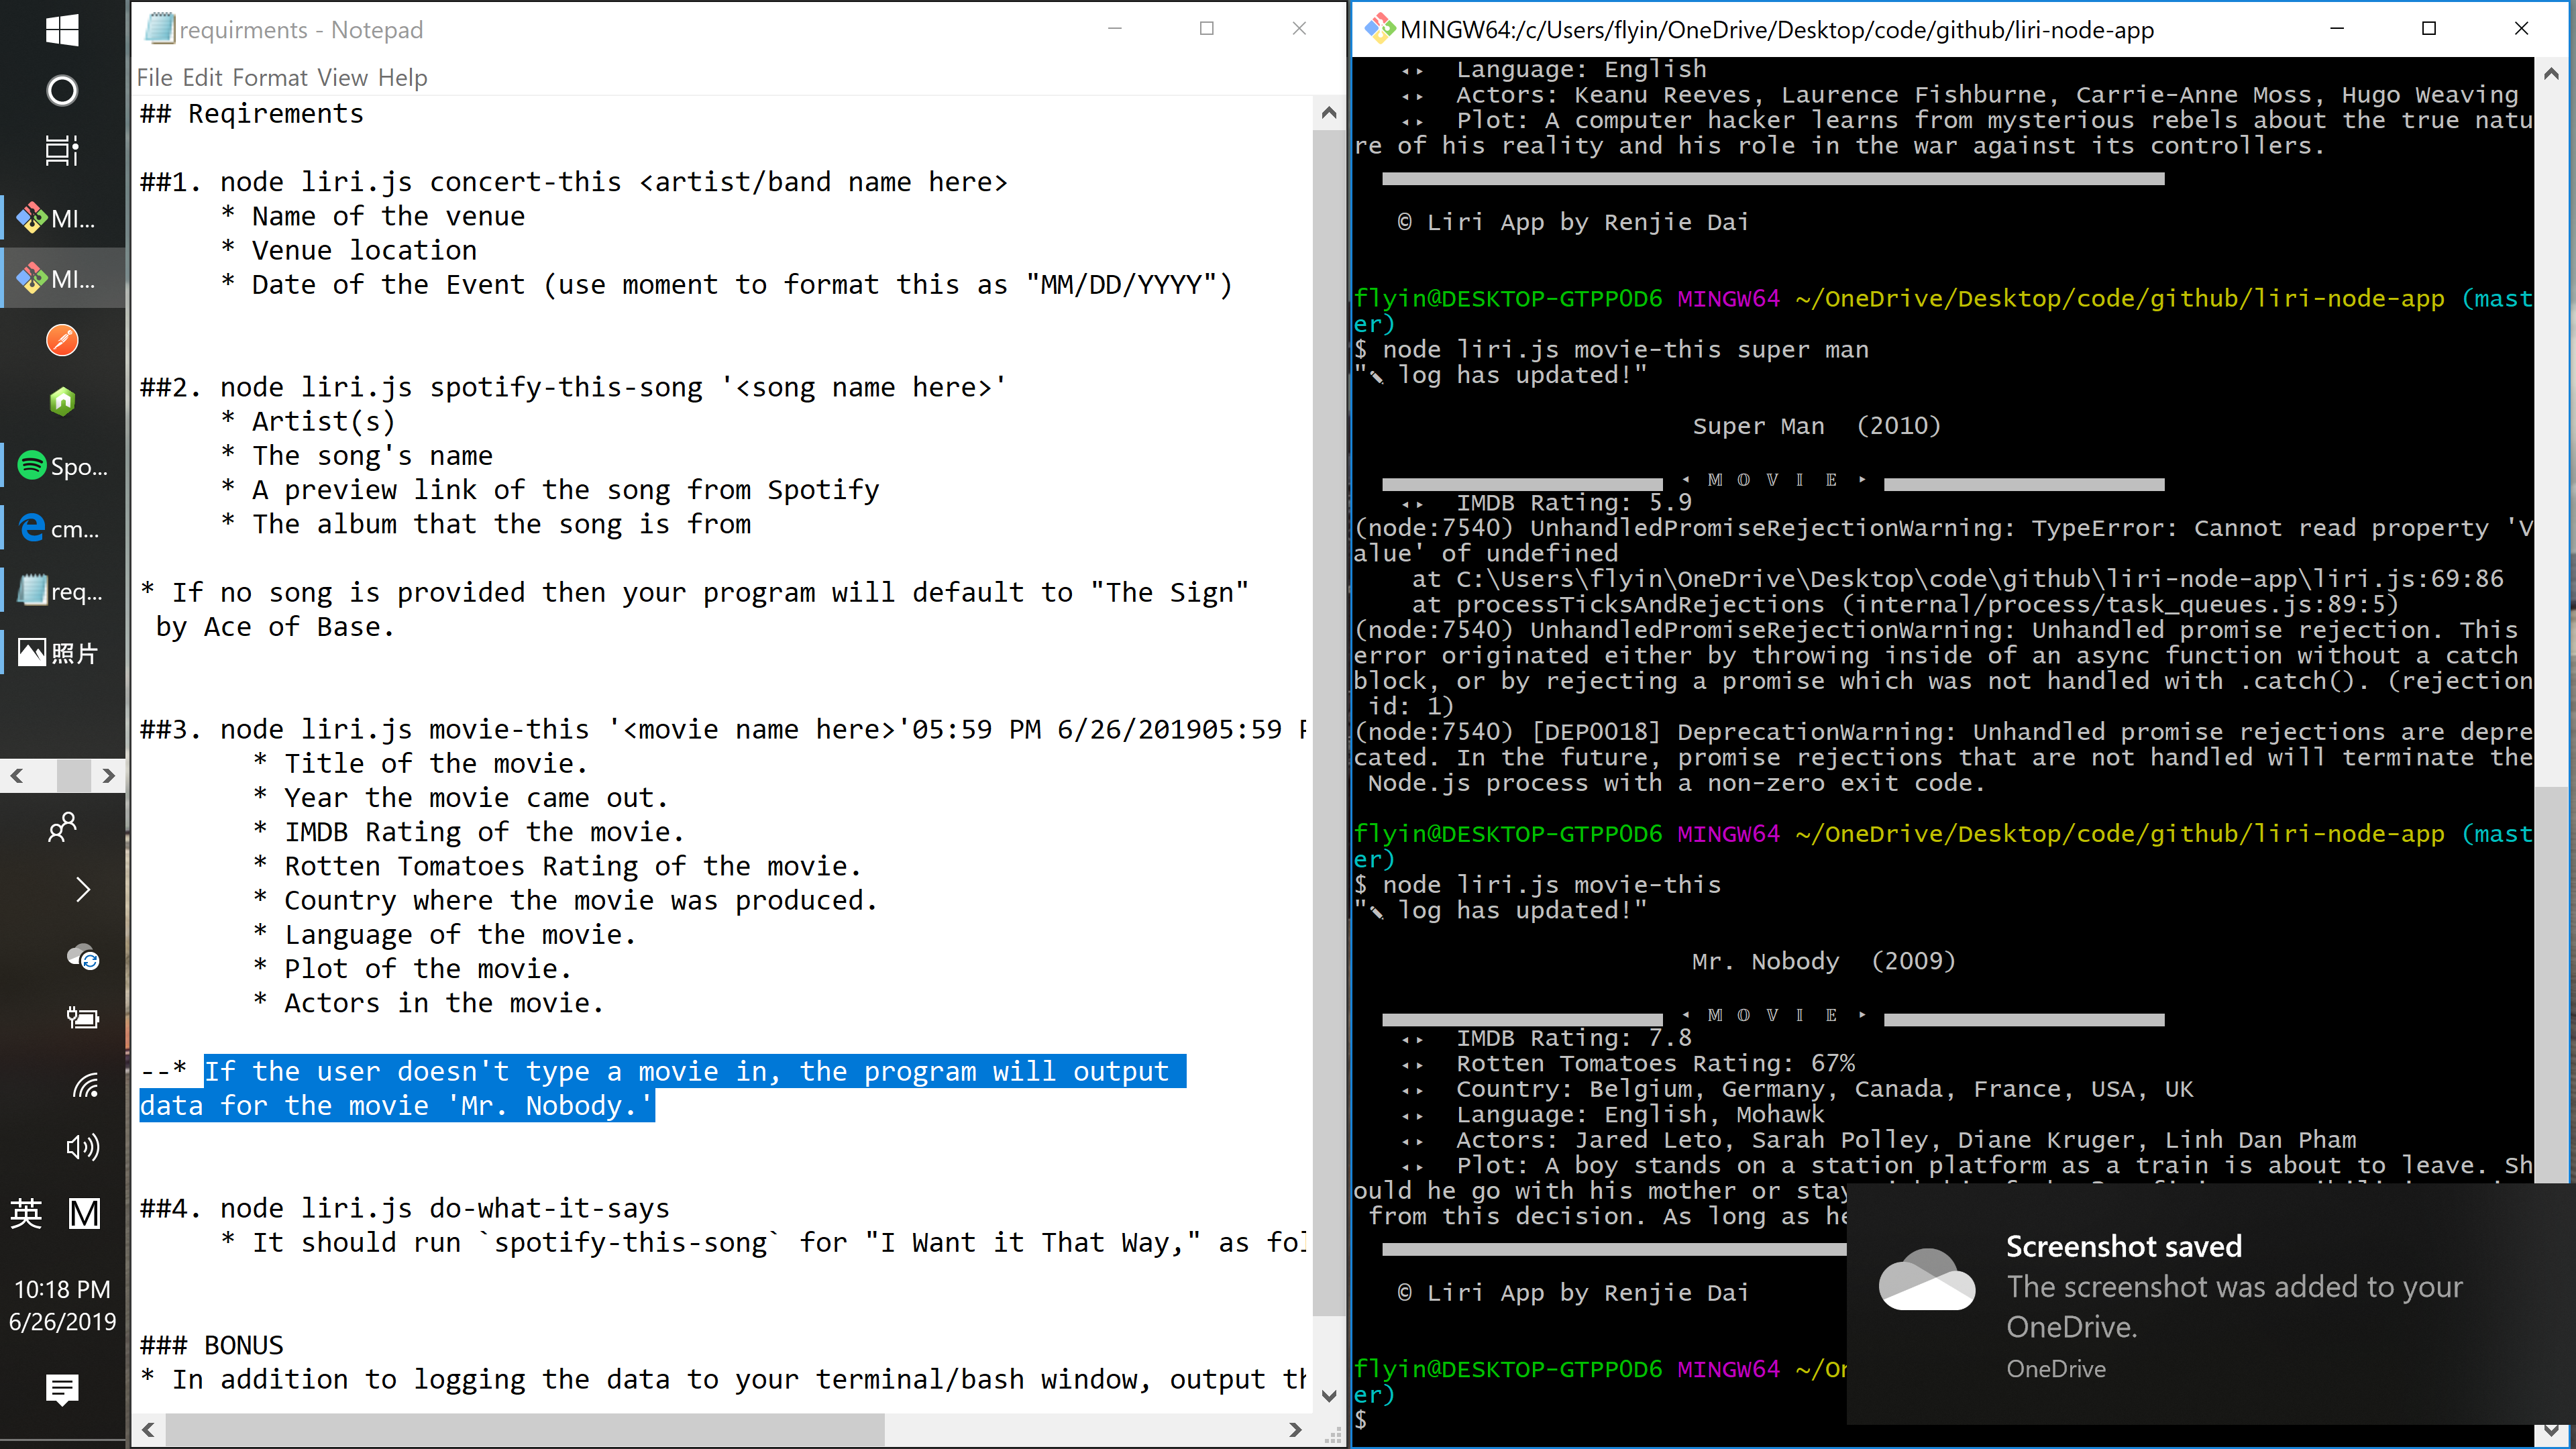 MI...
MI...
Spo...
cm...
req...
照片
英 M
10:18 PM
6/26/2019
requirments - Notepad
File Edit Format View Help
## Reqirements
##1. node liri.js concert-this <artist/band name here>
* Name of the venue
* Venue location
* Date of the Event (use moment to format this as "MM/DD/YYYY")
##2. node liri.js spotify-this-song '<song name here>'
* Artist(s)
* The song's name
* A preview link of the song from Spotify
* The album that the song is from
* If no song is provided then your program will default to "The Sign"
by Ace of Base.
##3. node liri.js movie-this '<movie name here>'05:59 PM 6/26/201905:59
* Title of the movie.
* Year the movie came out.
* IMDB Rating of the movie.
* Rotten Tomatoes Rating of the movie.
* Country where the movie was produced.
* Language of the movie.
* Plot of the movie.
* Actors in the movie.
--* If the user doesn't type a movie in, the program will output
data for the movie 'Mr. Nobody.'
##4. node liri.js do-what-it-says
* It should run `spotify-this-song` for "I Want it That Way," as
### BONUS
* In addition to logging the data to your terminal/bash window, output
MINGW64:/c/Users/flyin/OneDrive/Desktop/code/github/liri-node-app
Language: English
Actors: Keanu Reeves, Laurence Fishburne, Carrie-Anne Moss, Hugo Weaving
Plot: A computer hacker learns from mysterious rebels about the true natu
re of his reality and his role in the war against its controllers.
© Liri App by Renjie Dai
flyin@DESKTOP-GTPP0D6 MINGW64 ~/OneDrive/Desktop/code/github/liri-node-app (mast
er)
$ node liri.js movie-this super man
"✎ log has updated!"
Super Man (2010)
𝕄 𝕆 𝕍 𝕀 𝔼
IMDB Rating: 5.9
(node:7540) UnhandledPromiseRejectionWarning: TypeError: Cannot read property 'V
alue' of undefined
at C:\Users\flyin\OneDrive\Desktop\code\github\liri-node-app\liri.js:69:86
at processTicksAndRejections (internal/process/task_queues.js:89:5)
(node:7540) UnhandledPromiseRejectionWarning: Unhandled promise rejection. This
error originated either by throwing inside of an async function without a catch
block, or by rejecting a promise which was not handled with .catch(). (rejection
id: 1)
(node:7540) [DEP0018] DeprecationWarning: Unhandled promise rejections are depre
cated. In the future, promise rejections that are not handled will terminate the
Node.js process with a non-zero exit code.
flyin@DESKTOP-GTPP0D6 MINGW64 ~/OneDrive/Desktop/code/github/liri-node-app (mast
er)
$ node liri.js movie-this
"✎ log has updated!"
Mr. Nobody (2009)
𝕄 𝕆 𝕍 𝕀 𝔼
IMDB Rating: 7.8
Rotten Tomatoes Rating: 67%
Country: Belgium, Germany, Canada, France, USA, UK
Language: English, Mohawk
Actors: Jared Leto, Sarah Polley, Diane Kruger, Linh Dan Pham
Plot: A boy stands on a station platform as a train is about to leave. Sh
ould he go with his mother or stay
from this decision. As long as he
© Liri App by Renjie Dai
flyin@DESKTOP-GTPP0D6 MINGW64
er)
$
Screenshot saved
The screenshot was added to your
OneDrive.
OneDrive